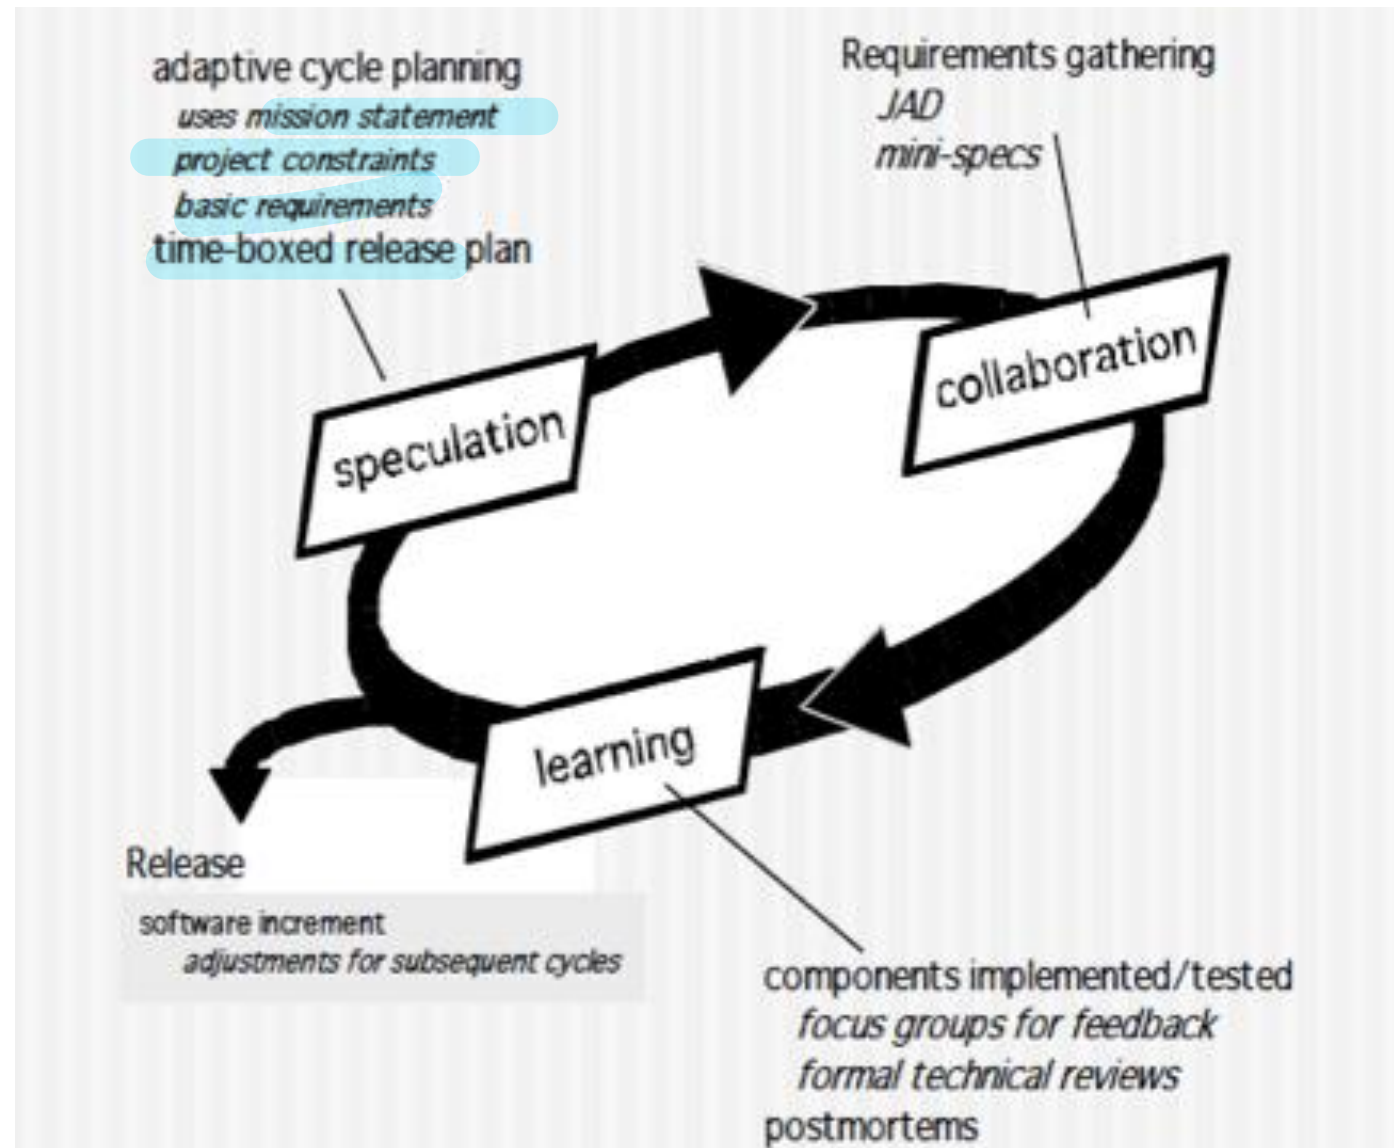 adaptive cycle planning
uses mission statement
project constraints
basic requirements
time-boxed release plan
Requirements gathering
JAD
mini-specs
speculation
collaboration
learning
Release
software increment
adjustments for subsequent cycles
components implemented/tested
focus groups for feedback
formal technical reviews
postmortems